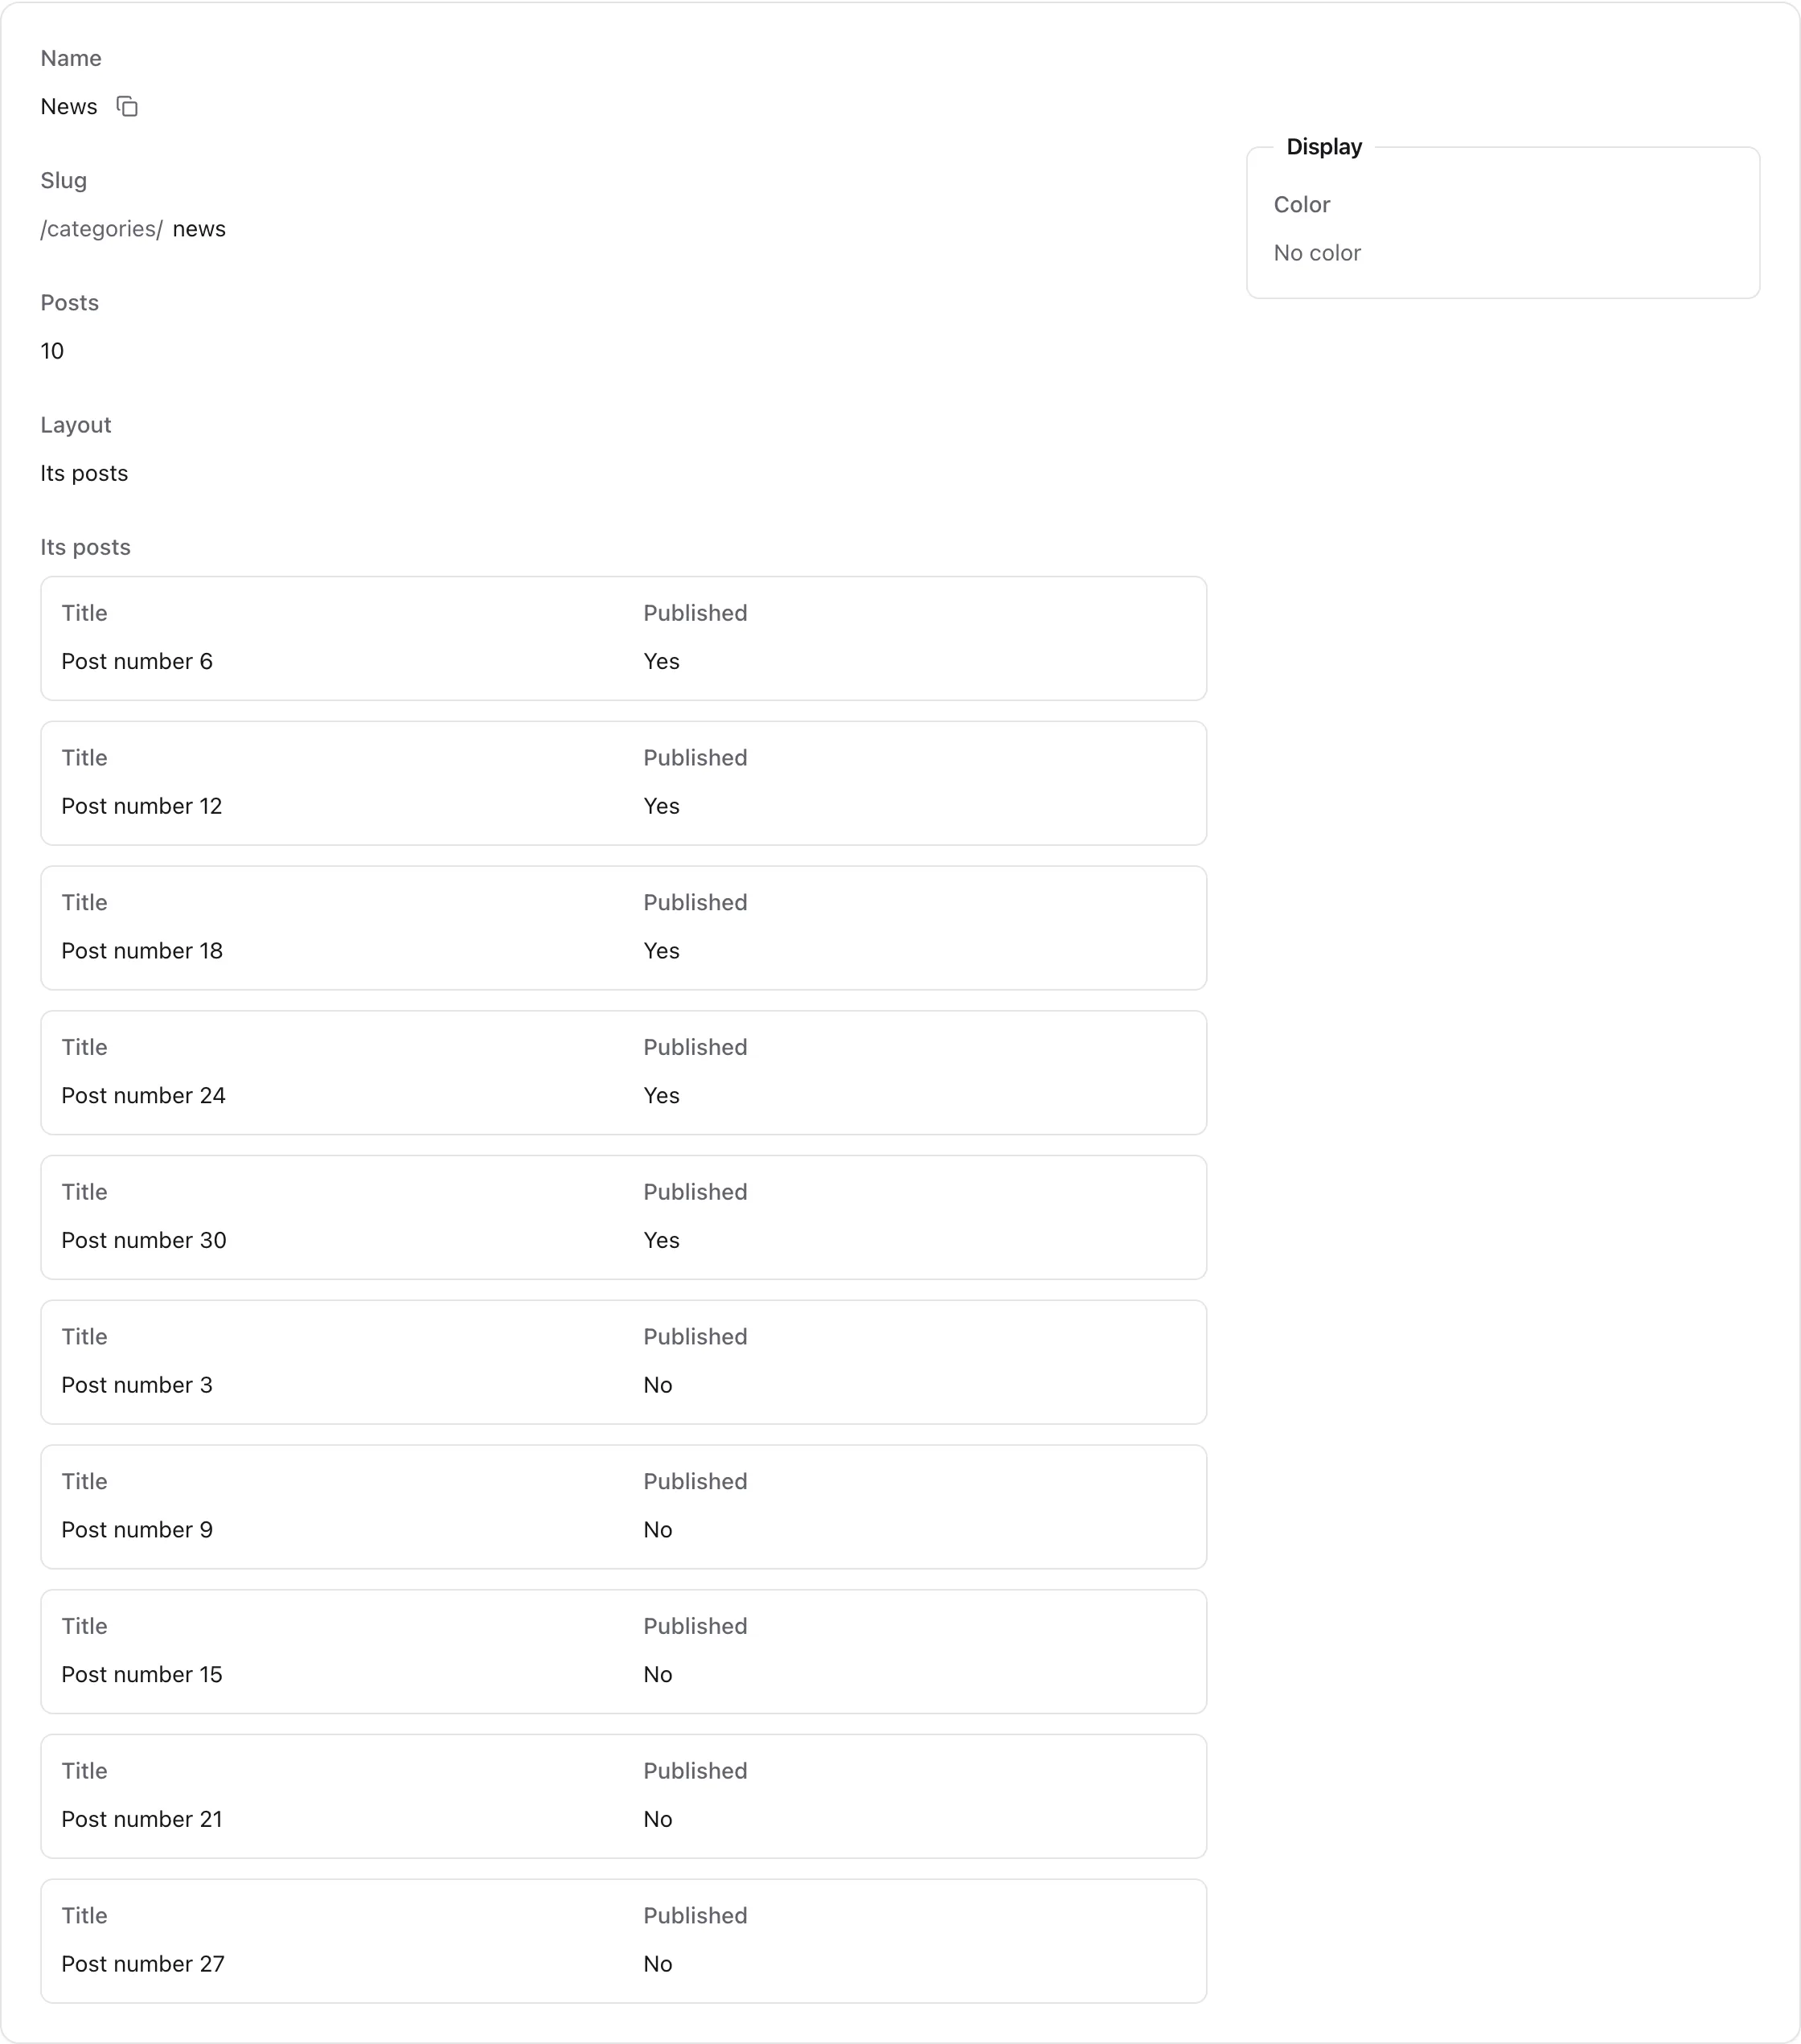 Name
News
Slug
/categories/ news
Posts
10
Layout
Its posts
Display
Color
No color
Its posts
Title Published
Post number 6 Yes
Title Published
Post number 12 Yes
Title Published
Post number 18 Yes
Title Published
Post number 24 Yes
Title Published
Post number 30 Yes
Title Published
Post number 3 No
Title Published
Post number 9 No
Title Published
Post number 15 No
Title Published
Post number 21 No
Title Published
Post number 27 No